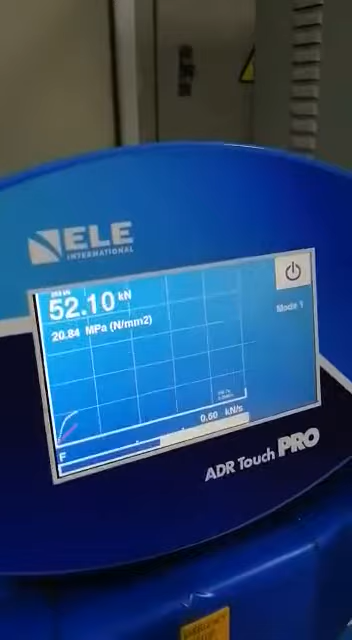 ELE
INTERNATIONAL
52.10 kN
20.84 MPa (N/mm2)
Mode 1
0.60 kN/s
F
ADR Touch PRO